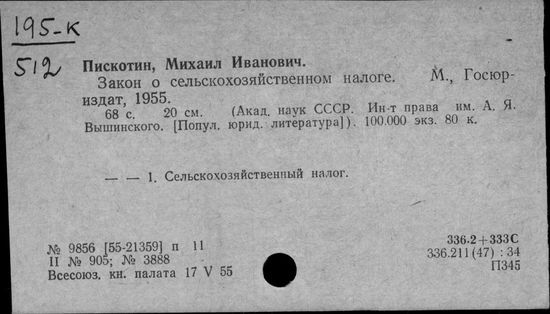 195-к
512
Пискотин, Михаил Иванович.
Закон о сельскохозяйственном налоге. М., Госюр-
издат, 1955.
68 с. 20 см. (Акад. наук СССР. Ин-т права им. А. Я.
Вышинского. [Попул. юрид. литература]). 100.000 экз. 80 к.
— — 1. Сельскохозяйственный налог.
№ 9856 [55-21359] п 11
II № 905; № 3888
Всесоюз. кн. палата 17 V 55
336.2+333С
336.211(47) : 34
П345